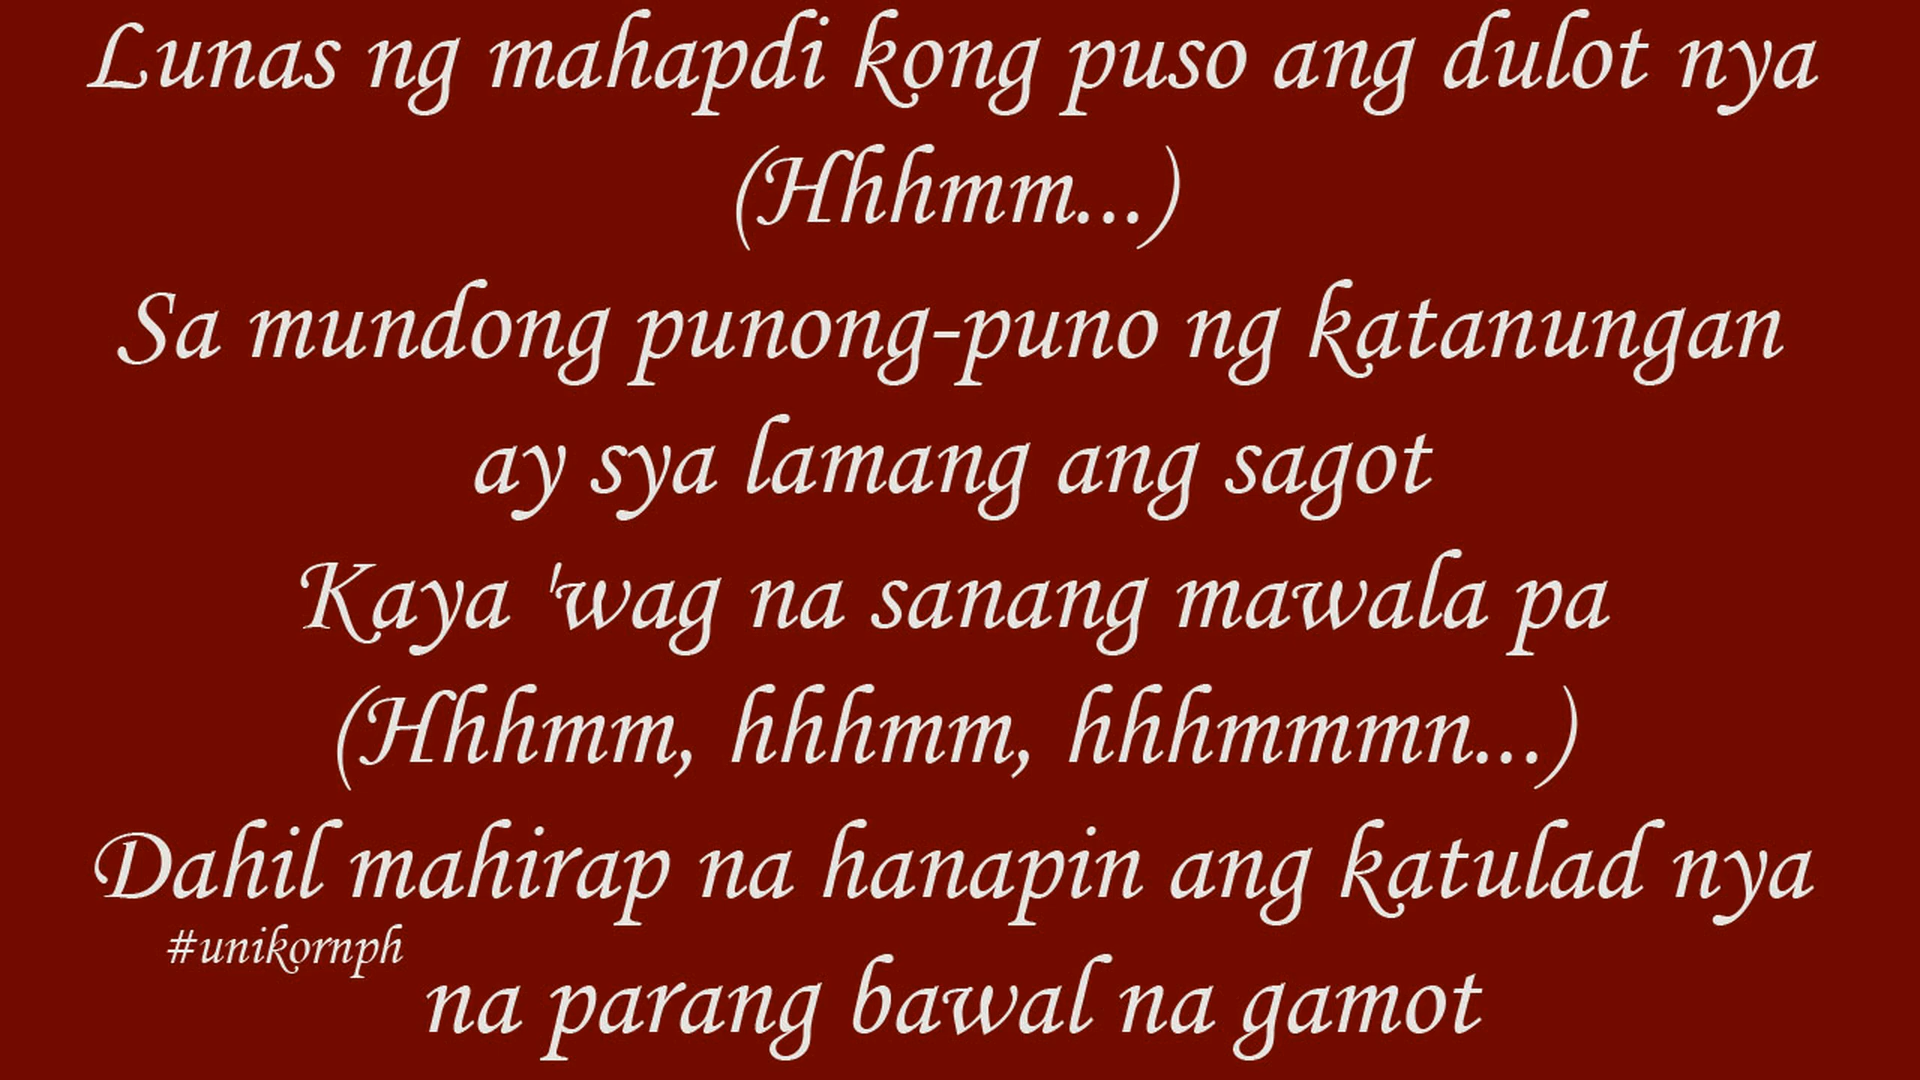 Lunas ng mahapdi kong puso ang dulot nya
(Hhhmm...)
Sa mundong punong-puno ng katanungan
ay sya lamang ang sagot
Kaya 'wag na sanang mawala pa
(Hhhmm, hhhmm, hhhmmmn...)
Dahil mahirap na hanapin ang katulad nya
#unikornph
na parang bawal na gamot